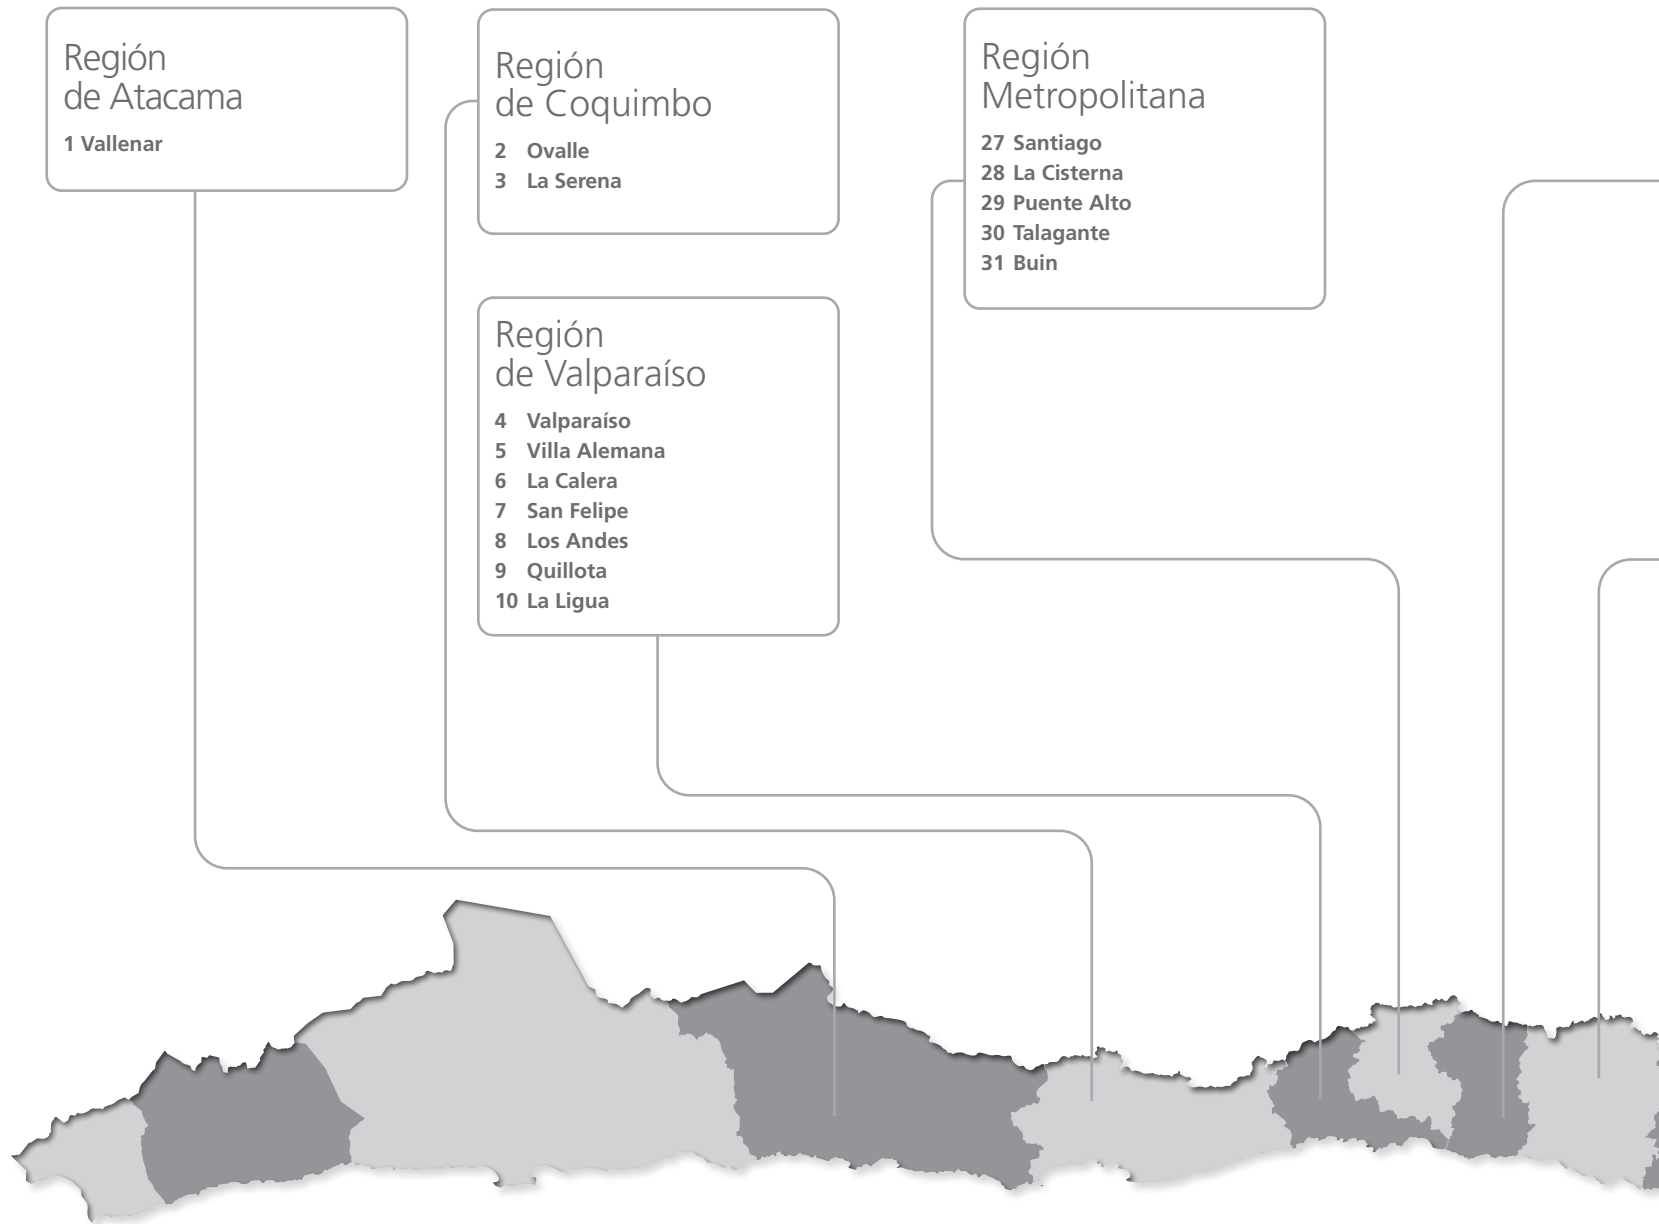 Región
de Atacama
1 Vallenar
Región
de Coquimbo
2 Ovalle
3 La Serena
Región
de Valparaíso
4 Valparaíso
5 Villa Alemana
6 La Calera
7 San Felipe
8 Los Andes
9 Quillota
10 La Ligua
Región
Metropolitana
27 Santiago
28 La Cisterna
29 Puente Alto
30 Talagante
31 Buin